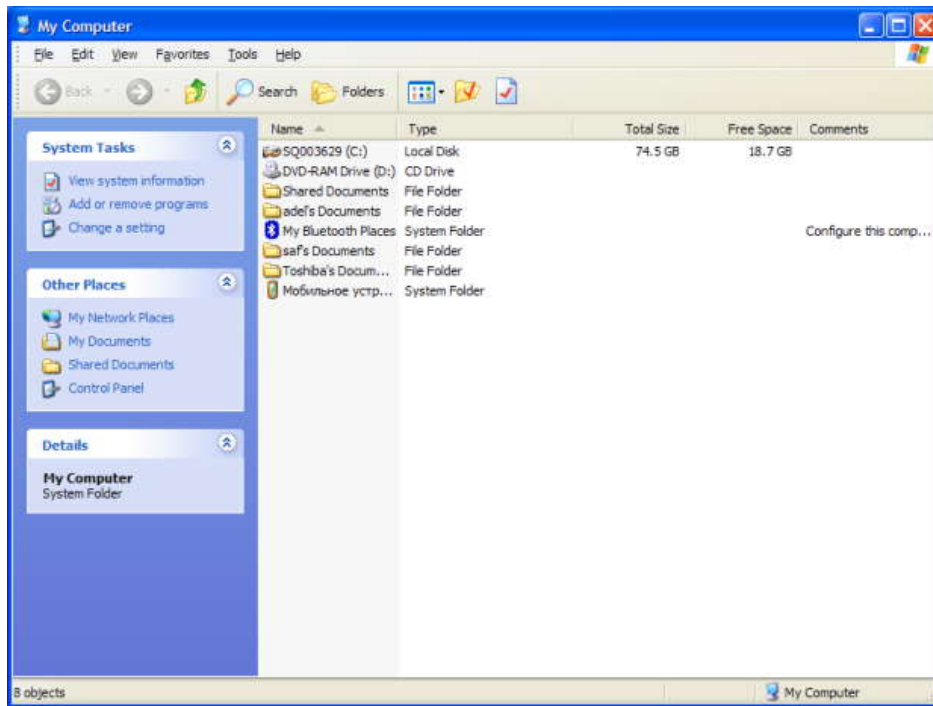 My Computer
File Edit View Favorites Tools Help
Back Search Folders
System Tasks
View system information
Add or remove programs
Change a setting
Other Places
My Network Places
My Documents
Shared Documents
Control Panel
Details
My Computer
System Folder
Name Type Total Size Free Space Comments
SQ003629 (C:) Local Disk 74.5 GB 18.7 GB
DVD-RAM Drive (D:) CD Drive
Shared Documents File Folder
adel's Documents File Folder
My Bluetooth Places System Folder Configure this comp...
saf's Documents File Folder
Toshiba's Docum... File Folder
Мобильное устр... System Folder
8 objects My Computer